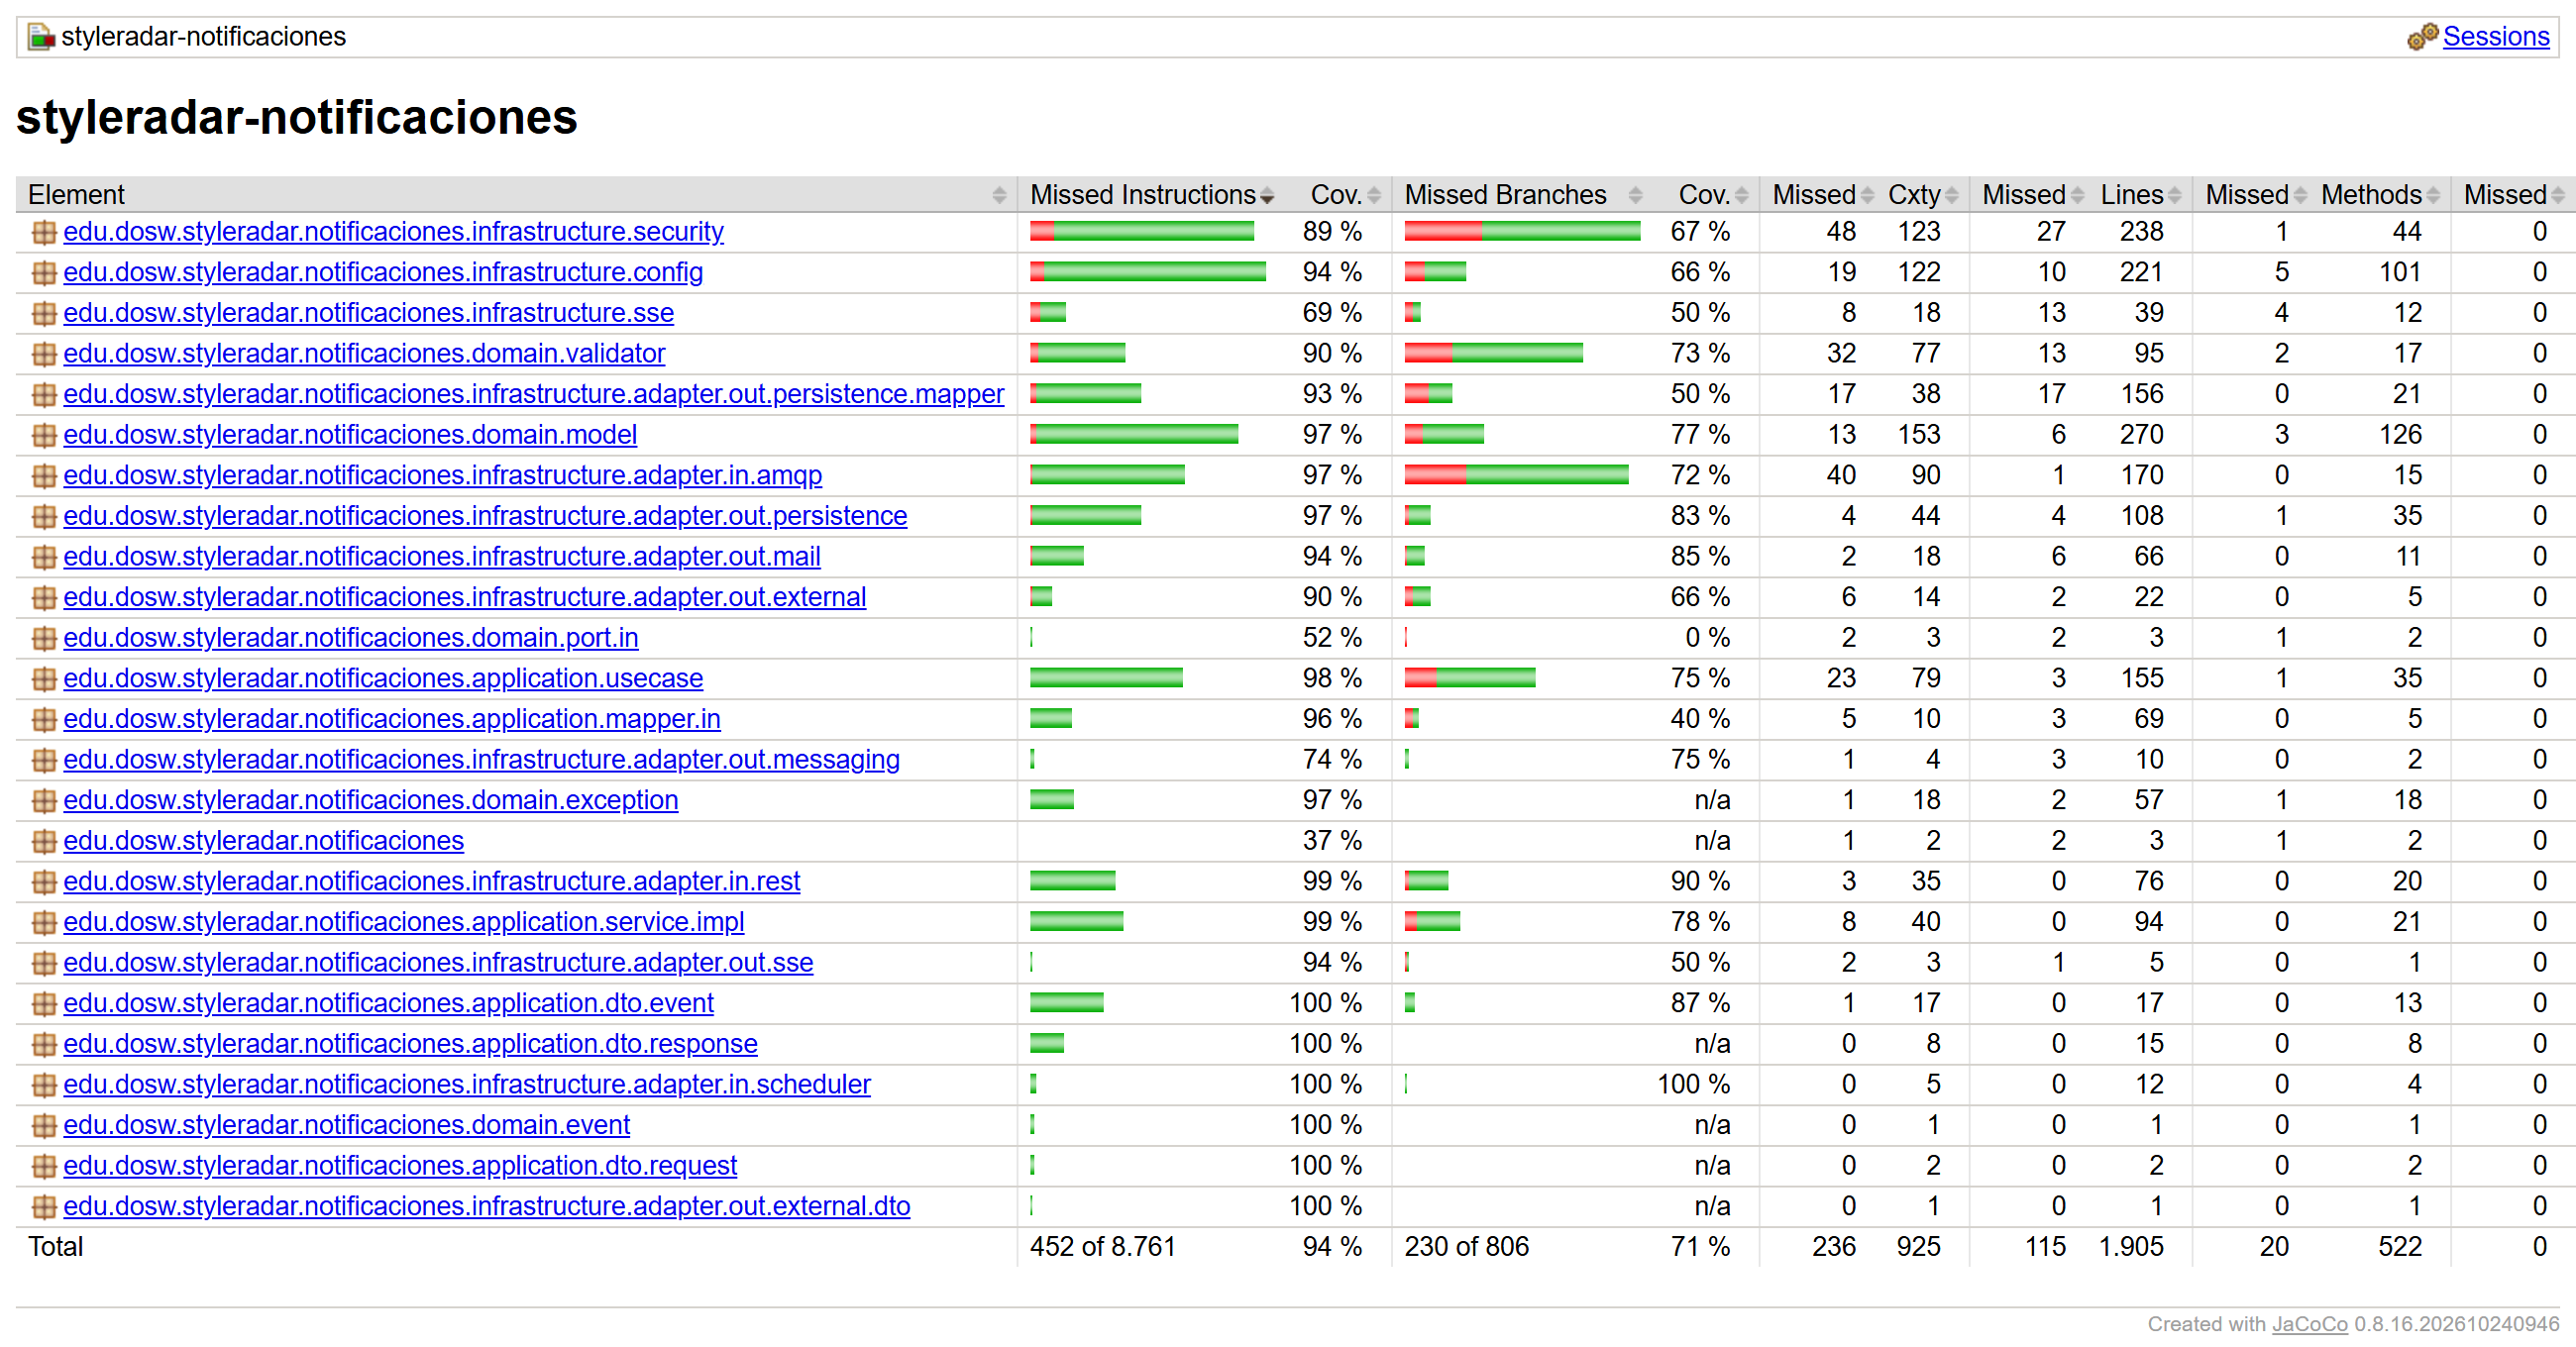 styleradar-notificaciones Sessions
styleradar-notificaciones
Element Missed Instructions Cov. Missed Branches Cov. Missed Cxty Missed Lines Missed Methods Missed
edu.dosw.styleradar.notificaciones.infrastructure.security 89 % 67 % 48 123 27 238 1 44 0
edu.dosw.styleradar.notificaciones.infrastructure.config 94 % 66 % 19 122 10 221 5 101 0
edu.dosw.styleradar.notificaciones.infrastructure.sse 69 % 50 % 8 18 13 39 4 12 0
edu.dosw.styleradar.notificaciones.domain.validator 90 % 73 % 32 77 13 95 2 17 0
edu.dosw.styleradar.notificaciones.infrastructure.adapter.out.persistence.mapper 93 % 50 % 17 38 17 156 0 21 0
edu.dosw.styleradar.notificaciones.domain.model 97 % 77 % 13 153 6 270 3 126 0
edu.dosw.styleradar.notificaciones.infrastructure.adapter.in.amqp 97 % 72 % 40 90 1 170 0 15 0
edu.dosw.styleradar.notificaciones.infrastructure.adapter.out.persistence 97 % 83 % 4 44 4 108 1 35 0
edu.dosw.styleradar.notificaciones.infrastructure.adapter.out.mail 94 % 85 % 2 18 6 66 0 11 0
edu.dosw.styleradar.notificaciones.infrastructure.adapter.out.external 90 % 66 % 6 14 2 22 0 5 0
edu.dosw.styleradar.notificaciones.domain.port.in 52 % 0 % 2 3 2 3 1 2 0
edu.dosw.styleradar.notificaciones.application.usecase 98 % 75 % 23 79 3 155 1 35 0
edu.dosw.styleradar.notificaciones.application.mapper.in 96 % 40 % 5 10 3 69 0 5 0
edu.dosw.styleradar.notificaciones.infrastructure.adapter.out.messaging 74 % 75 % 1 4 3 10 0 2 0
edu.dosw.styleradar.notificaciones.domain.exception 97 % n/a 1 18 2 57 1 18 0
edu.dosw.styleradar.notificaciones 37 % n/a 1 2 2 3 1 2 0
edu.dosw.styleradar.notificaciones.infrastructure.adapter.in.rest 99 % 90 % 3 35 0 76 0 20 0
edu.dosw.styleradar.notificaciones.application.service.impl 99 % 78 % 8 40 0 94 0 21 0
edu.dosw.styleradar.notificaciones.infrastructure.adapter.out.sse 94 % 50 % 2 3 1 5 0 1 0
edu.dosw.styleradar.notificaciones.application.dto.event 100 % 87 % 1 17 0 17 0 13 0
edu.dosw.styleradar.notificaciones.application.dto.response 100 % n/a 0 8 0 15 0 8 0
edu.dosw.styleradar.notificaciones.infrastructure.adapter.in.scheduler 100 % 100 % 0 5 0 12 0 4 0
edu.dosw.styleradar.notificaciones.domain.event 100 % n/a 0 1 0 1 0 1 0
edu.dosw.styleradar.notificaciones.application.dto.request 100 % n/a 0 2 0 2 0 2 0
edu.dosw.styleradar.notificaciones.infrastructure.adapter.out.external.dto 100 % n/a 0 1 0 1 0 1 0
Total 452 of 8.761 94 % 230 of 806 71 % 236 925 115 1.905 20 522 0
Created with JaCoCo 0.8.16.202610240946